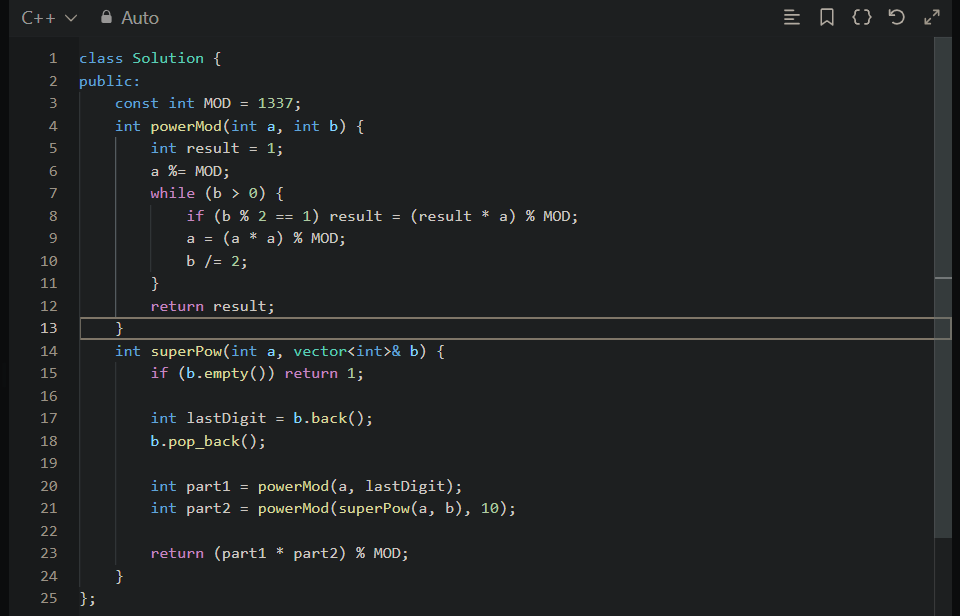 C++ Auto
1 class Solution {
2 public:
3     const int MOD = 1337;
4     int powerMod(int a, int b) {
5         int result = 1;
6         a %= MOD;
7         while (b > 0) {
8             if (b % 2 == 1) result = (result * a) % MOD;
9             a = (a * a) % MOD;
10             b /= 2;
11         }
12         return result;
13     }
14     int superPow(int a, vector<int>& b) {
15         if (b.empty()) return 1;
16
17         int lastDigit = b.back();
18         b.pop_back();
19
20         int part1 = powerMod(a, lastDigit);
21         int part2 = powerMod(superPow(a, b), 10);
22
23         return (part1 * part2) % MOD;
24     }
25 };